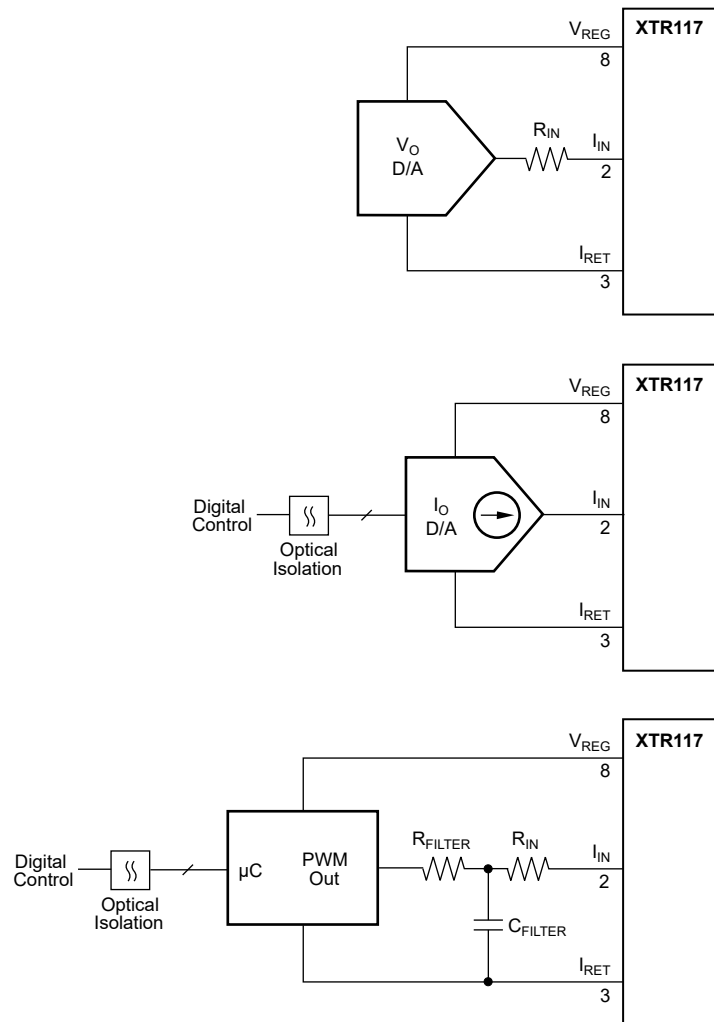 V_REG
XTR117
8
V_O
D/A
R_IN
I_IN
2
I_RET
3
V_REG
XTR117
8
Digital
Control
Optical
Isolation
I_O
D/A
I_IN
2
I_RET
3
V_REG
XTR117
8
Digital
Control
Optical
Isolation
µC
PWM
Out
R_FILTER
R_IN
I_IN
2
C_FILTER
I_RET
3